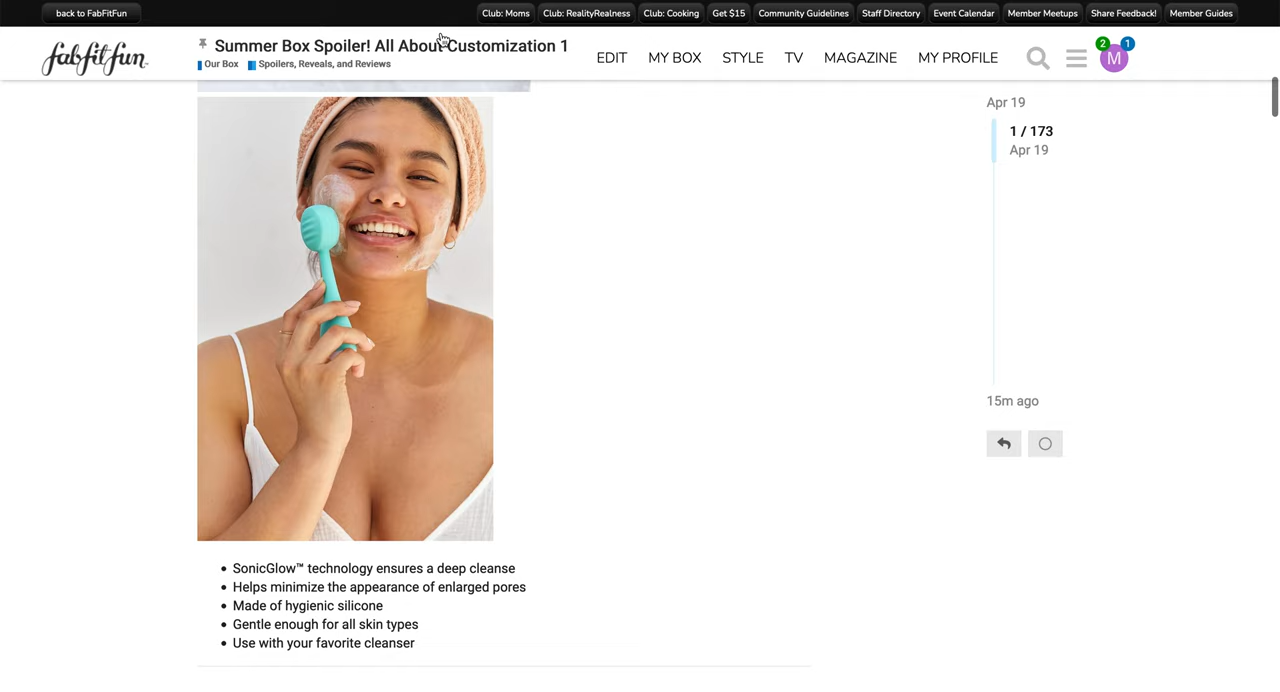 back to FabFitFun
Club: Moms
Club: RealityRealness
Club: Cooking
Get $15
Community Guidelines
Staff Directory
Event Calendar
Member Meetups
Share Feedback!
Member Guides
fabfitfun
Summer Box Spoiler! All About Customization 1
Our Box
Spoilers, Reveals, and Reviews
EDIT
MY BOX
STYLE
TV
MAGAZINE
MY PROFILE
2
1
M
Apr 19
1 / 173
Apr 19
15m ago
• SonicGlow™ technology ensures a deep cleanse
• Helps minimize the appearance of enlarged pores
• Made of hygienic silicone
• Gentle enough for all skin types
• Use with your favorite cleanser